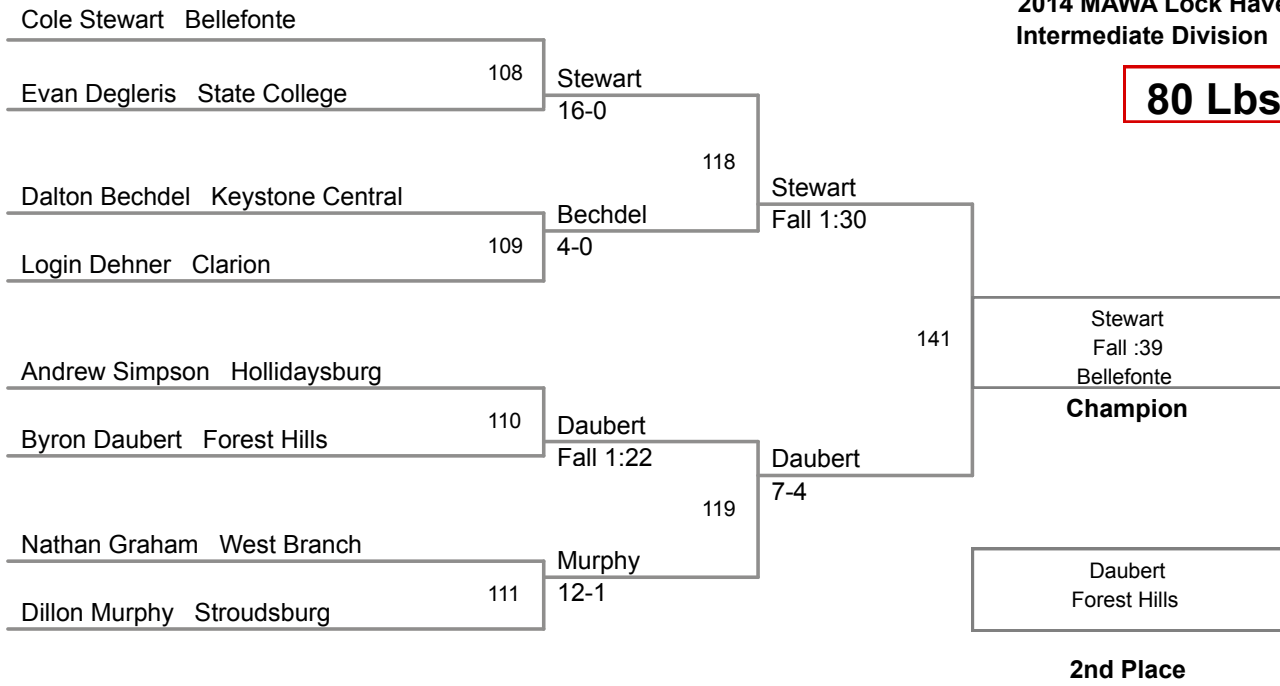 2014 MAWA Lock Have
Intermediate Division
80 Lbs
Cole Stewart Bellefonte
108
Evan Degleris State College
Stewart
16-0
118
Dalton Bechdel Keystone Central
109
Login Dehner Clarion
Bechdel
4-0
Stewart
Fall 1:30
141
Andrew Simpson Hollidaysburg
110
Byron Daubert Forest Hills
Daubert
Fall 1:22
119
Nathan Graham West Branch
111
Dillon Murphy Stroudsburg
Murphy
12-1
Daubert
7-4
Stewart
Fall :39
Bellefonte
Champion
Daubert
Forest Hills
2nd Place